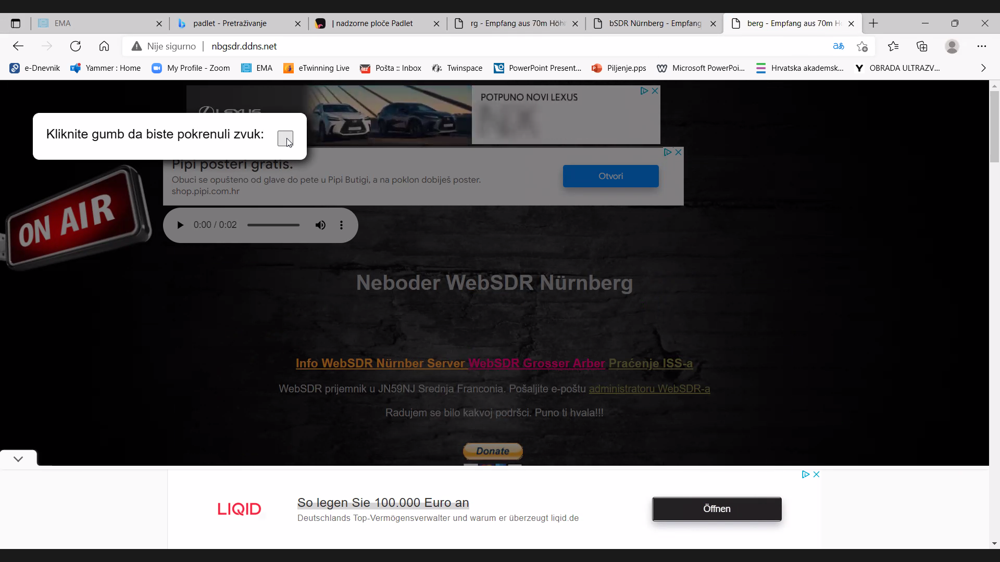 EMA
padlet - Pretraživanje
| nadzorne ploče Padlet
rg - Empfang aus 70m Höh
bSDR Nürnberg - Empfang
berg - Empfang aus 70m H
Nije sigurno
nbgsdr.ddns.net
e-Dnevnik
Yammer : Home
My Profile - Zoom
EMA
eTwinning Live
Pošta :: Inbox
Twinspace
PowerPoint Present...
Piljenje.pps
Microsoft PowerPoi...
Hrvatska akademsk...
OBRADA ULTRAZV...
POTPUNO NOVI LEXUS
LEXUS
NX
Kliknite gumb da biste pokrenuli zvuk:
Pipi posteri gratis.
Obuci se opušteno od glave do pete u Pipi Butigi, a na poklon dobiješ poster.
shop.pipi.com.hr
Otvori
ON AIR
0:00 / 0:02
Neboder WebSDR Nürnberg
Info WebSDR Nürnber Server WebSDR Grosser Arber Praćenje ISS-a
WebSDR prijemnik u JN59NJ Srednja Franconia. Pošaljite e-poštu administratoru WebSDR-a
Radujem se bilo kakvoj podršci. Puno ti hvala!!!
Donate
LIQID
So legen Sie 100.000 Euro an
Deutschlands Top-Vermögensverwalter und warum er überzeugt liqid.de
Öffnen